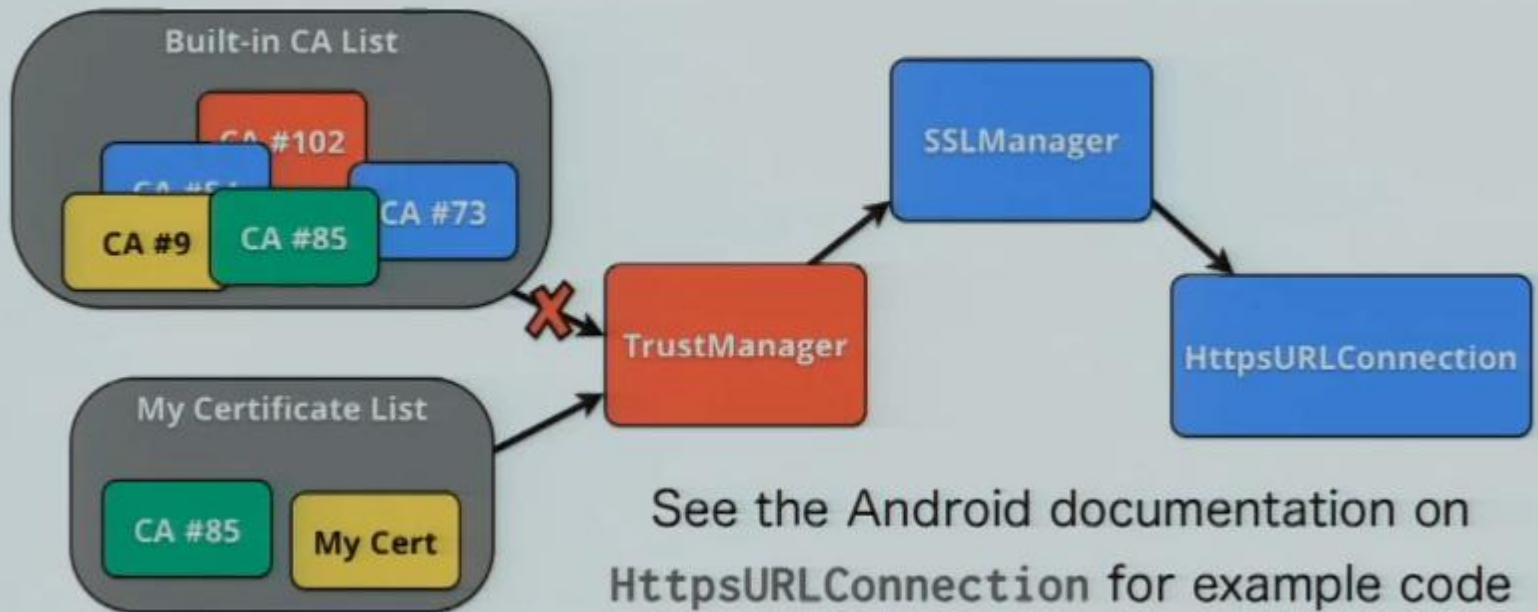 Built-in CA List
CA #102
CA #73
CA #9
CA #85
SSLManager
TrustManager
HttpsURLConnection
My Certificate List
CA #85
My Cert
See the Android documentation on
HttpsURLConnection for example code